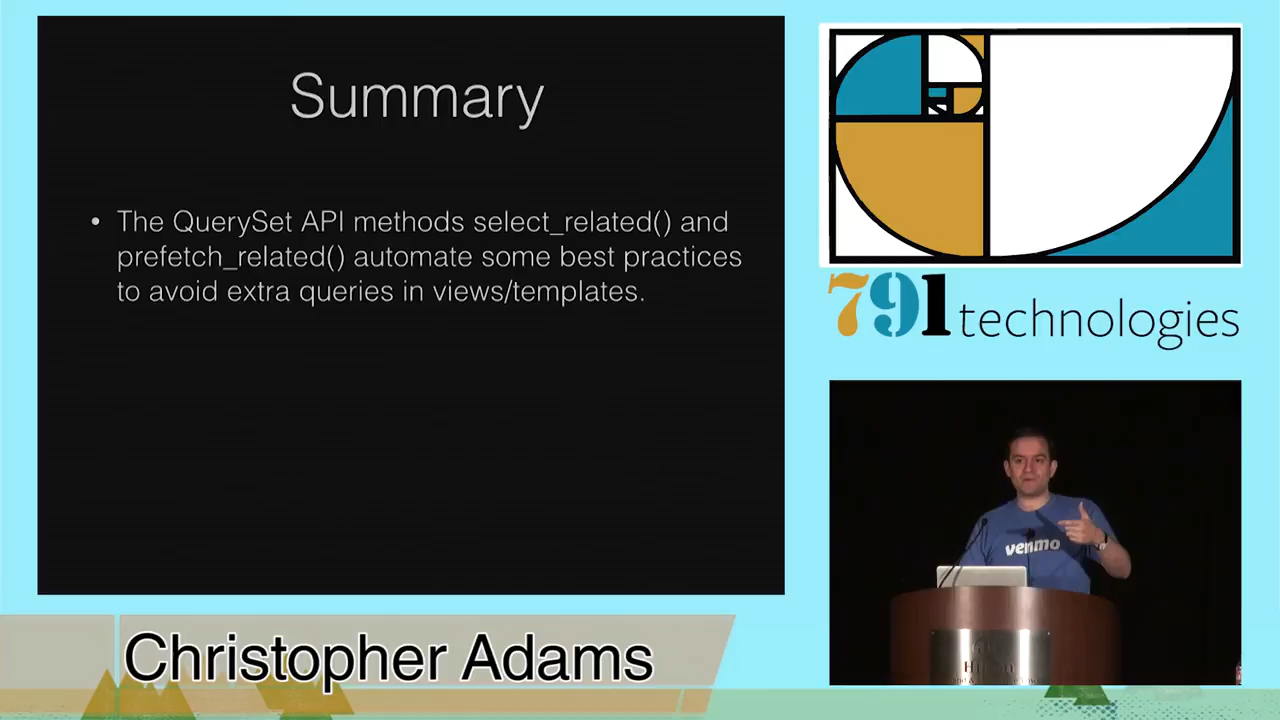 Summary
• The QuerySet API methods select_related() and
prefetch_related() automate some best practices
to avoid extra queries in views/templates.
791 technologies
venmo
Christopher Adams